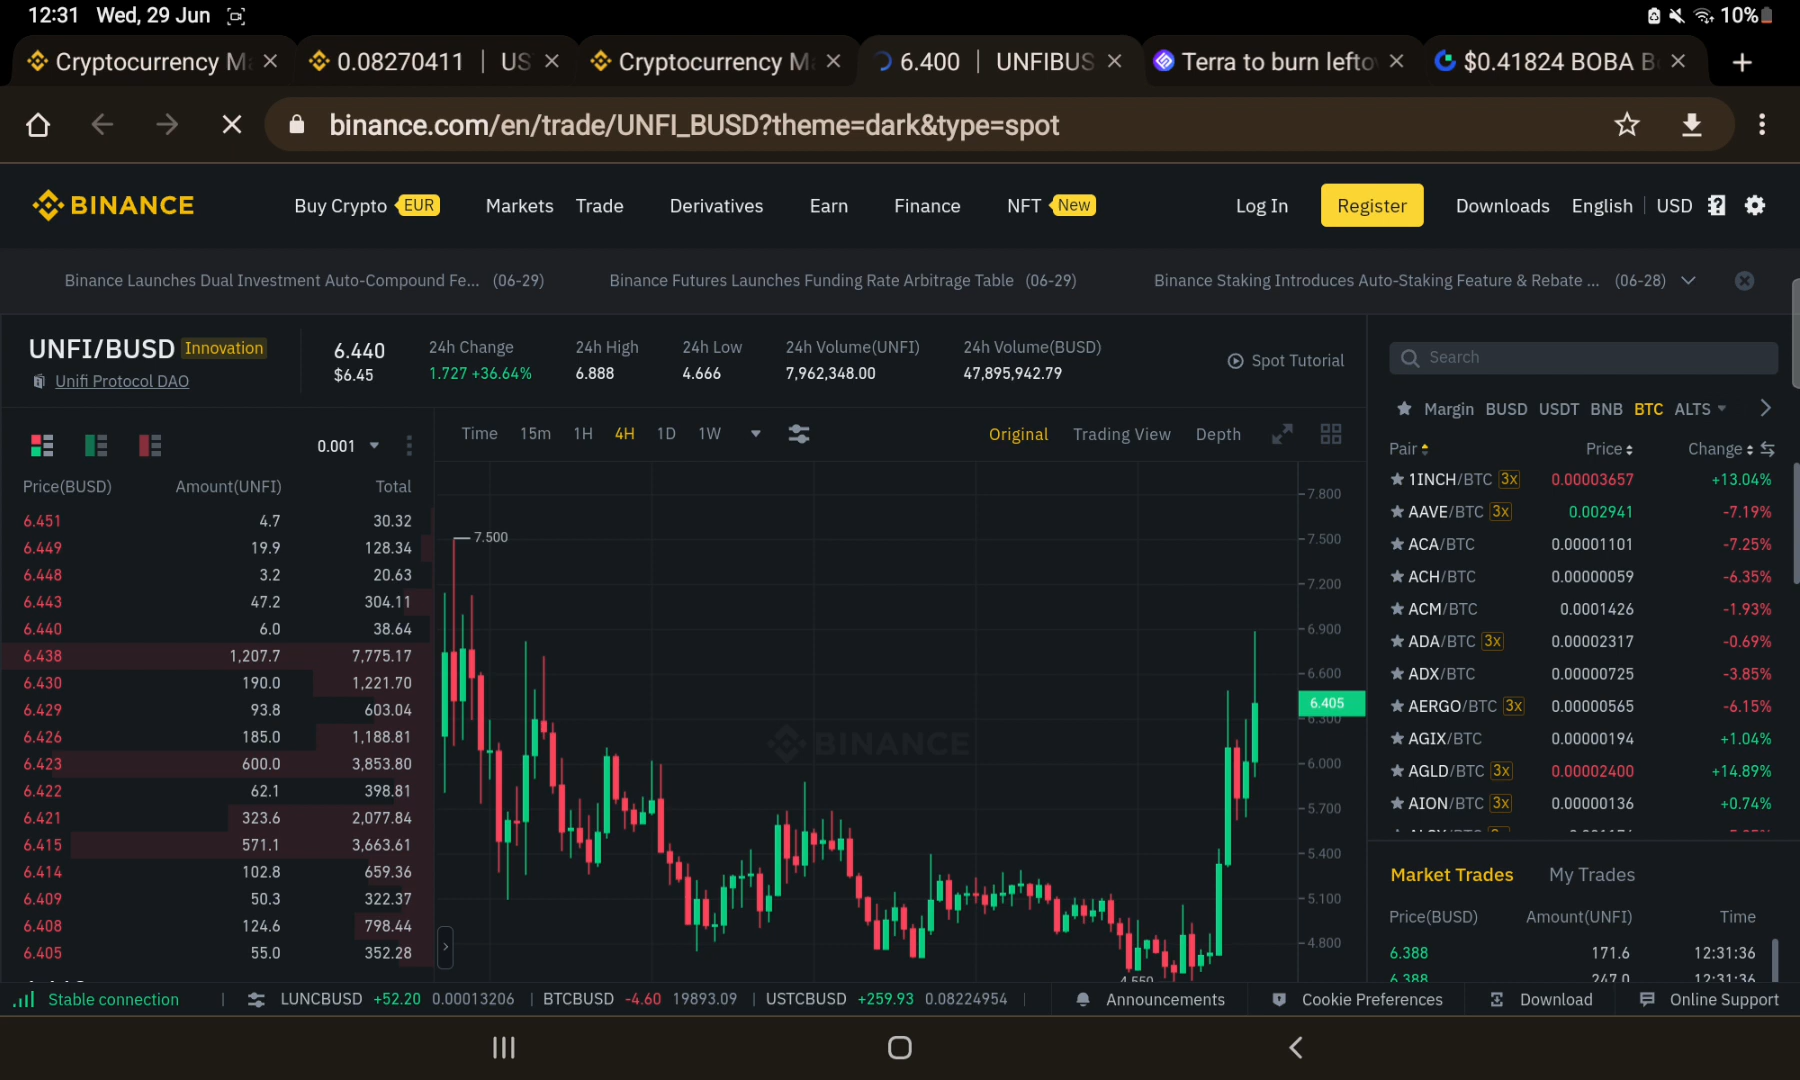 12:31 Wed, 29 Jun
10%
Cryptocurrency Ma
0.08270411 | US
Cryptocurrency Ma
6.400 | UNFIBUS
Terra to burn leftov
$0.41824 BOBA B
binance.com/en/trade/UNFI_BUSD?theme=dark&type=spot
BINANCE
Buy Crypto EUR
Markets
Trade
Derivatives
Earn
Finance
NFT New
Log In
Register
Downloads
English
USD
Binance Launches Dual Investment Auto-Compound Fe... (06-29)
Binance Futures Launches Funding Rate Arbitrage Table (06-29)
Binance Staking Introduces Auto-Staking Feature & Rebate ... (06-28)
UNFI/BUSD Innovation
Unifi Protocol DAO
6.440
$6.45
24h Change
1.727 +36.64%
24h High
6.888
24h Low
4.666
24h Volume(UNFI)
7,962,348.00
24h Volume(BUSD)
47,895,942.79
Spot Tutorial
0.001
Price(BUSD) Amount(UNFI) Total
6.451 4.7 30.32
6.449 19.9 128.34
6.448 3.2 20.63
6.443 47.2 304.11
6.440 6.0 38.64
6.438 1,207.7 7,775.17
6.430 190.0 1,221.70
6.429 93.8 603.04
6.426 185.0 1,188.81
6.423 600.0 3,853.80
6.422 62.1 398.81
6.421 323.6 2,077.84
6.415 571.1 3,663.61
6.414 102.8 659.36
6.409 50.3 322.37
6.408 124.6 798.44
6.405 55.0 352.28
Time 15m 1H 4H 1D 1W
Original Trading View Depth
7.500
BINANCE
4.550
7.800
7.500
7.200
6.900
6.600
6.405
6.300
6.000
5.700
5.400
5.100
4.800
Search
Margin BUSD USDT BNB BTC ALTS
Pair Price Change
1INCH/BTC 3x 0.00003657 +13.04%
AAVE/BTC 3x 0.002941 -7.19%
ACA/BTC 0.00001101 -7.25%
ACH/BTC 0.00000059 -6.35%
ACM/BTC 0.0001426 -1.93%
ADA/BTC 3x 0.00002317 -0.69%
ADX/BTC 0.00000725 -3.85%
AERGO/BTC 3x 0.00000565 -6.15%
AGIX/BTC 0.00000194 +1.04%
AGLD/BTC 3x 0.00002400 +14.89%
AION/BTC 3x 0.00000136 +0.74%
Market Trades My Trades
Price(BUSD) Amount(UNFI) Time
6.388 171.6 12:31:36
6.388 247.0 12:31:36
Stable connection
LUNCBUSD +52.20 0.00013206
BTCBUSD -4.60 19893.09
USTCBUSD +259.93 0.08224954
Announcements
Cookie Preferences
Download
Online Support